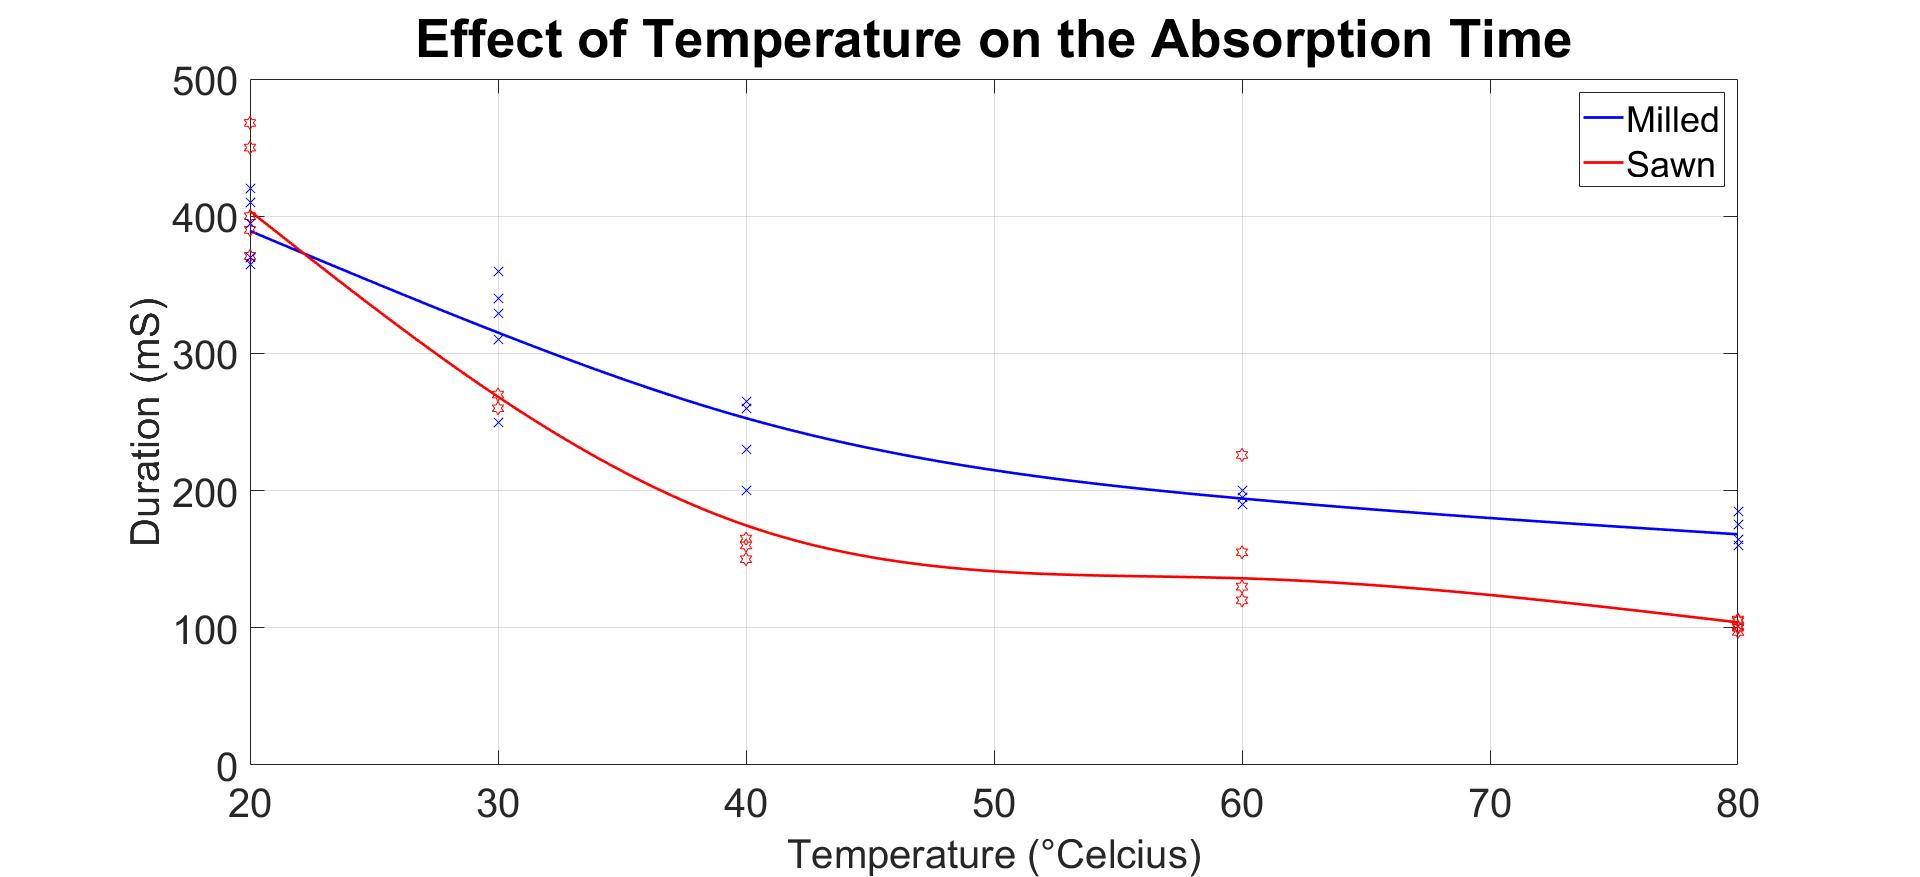 Effect of Temperature on the Absorption Time
500
400
300
200
100
0
Duration (mS)
Milled
Sawn
20 30 40 50 60 70 80
Temperature (°Celcius)